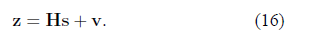 z = Hs + v. (16)